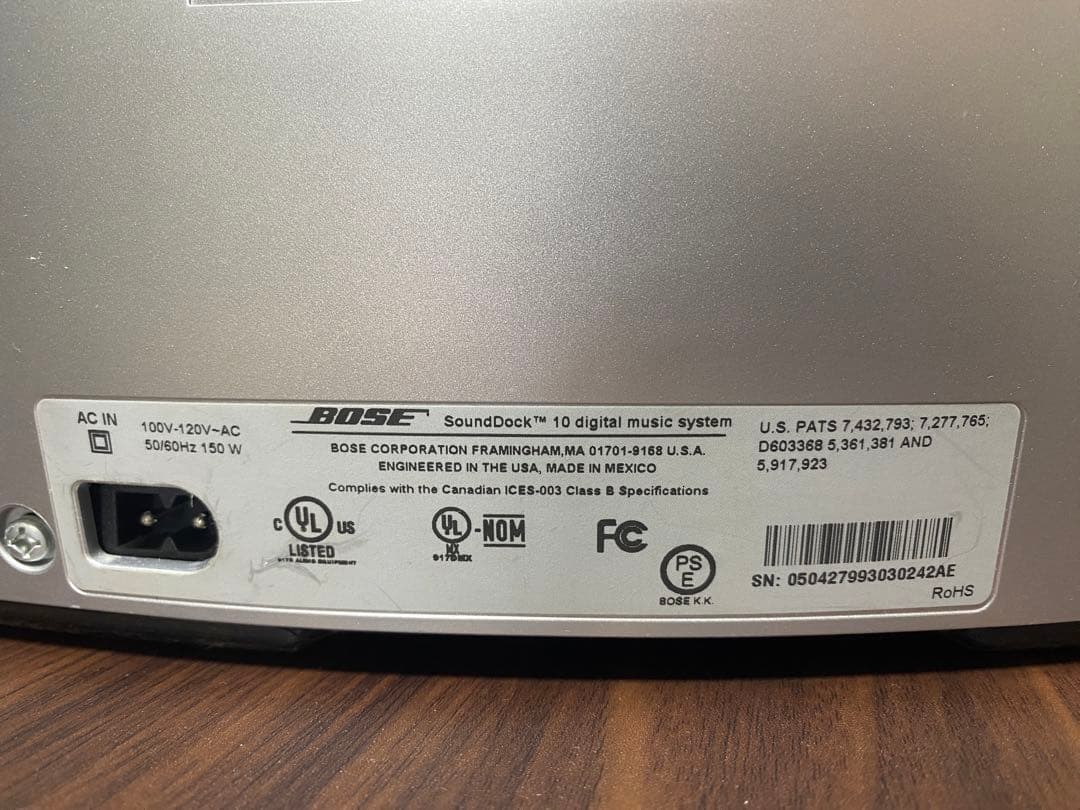 AC IN
100V-120V~AC
50/60Hz 150 W
BOSE SoundDock™ 10 digital music system
BOSE CORPORATION FRAMINGHAM,MA 01701-9168 U.S.A.
ENGINEERED IN THE USA, MADE IN MEXICO
Complies with the Canadian ICES-003 Class B Specifications
U.S. PATS 7,432,793; 7,277,765;
D603368 5,361,381 AND
5,917,923
C UL US
LISTED
UL -NOM
MX
FC
PS
E
BOSE K.K.
SN: 050427993030242AE
RoHS